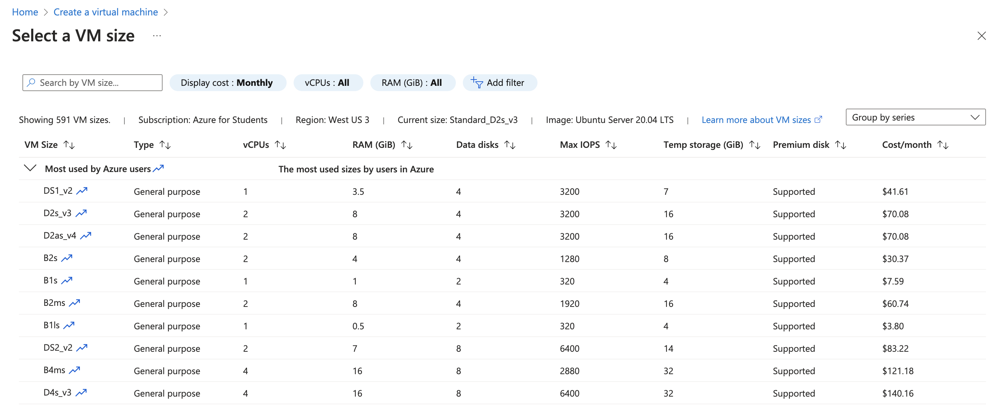 Home > Create a virtual machine >
Select a VM size ...
Search by VM size... Display cost : Monthly vCPUs : All RAM (GiB) : All Add filter
Showing 591 VM sizes. | Subscription: Azure for Students | Region: West US 3 | Current size: Standard_D2s_v3 | Image: Ubuntu Server 20.04 LTS | Learn more about VM sizes Group by series
VM Size Type vCPUs RAM (GiB) Data disks Max IOPS Temp storage (GiB) Premium disk Cost/month
Most used by Azure users The most used sizes by users in Azure
DS1_v2 General purpose 1 3.5 4 3200 7 Supported $41.61
D2s_v3 General purpose 2 8 4 3200 16 Supported $70.08
D2as_v4 General purpose 2 8 4 3200 16 Supported $70.08
B2s General purpose 2 4 4 1280 8 Supported $30.37
B1s General purpose 1 1 2 320 4 Supported $7.59
B2ms General purpose 2 8 4 1920 16 Supported $60.74
B1ls General purpose 1 0.5 2 320 4 Supported $3.80
DS2_v2 General purpose 2 7 8 6400 14 Supported $83.22
B4ms General purpose 4 16 8 2880 32 Supported $121.18
D4s_v3 General purpose 4 16 8 6400 32 Supported $140.16